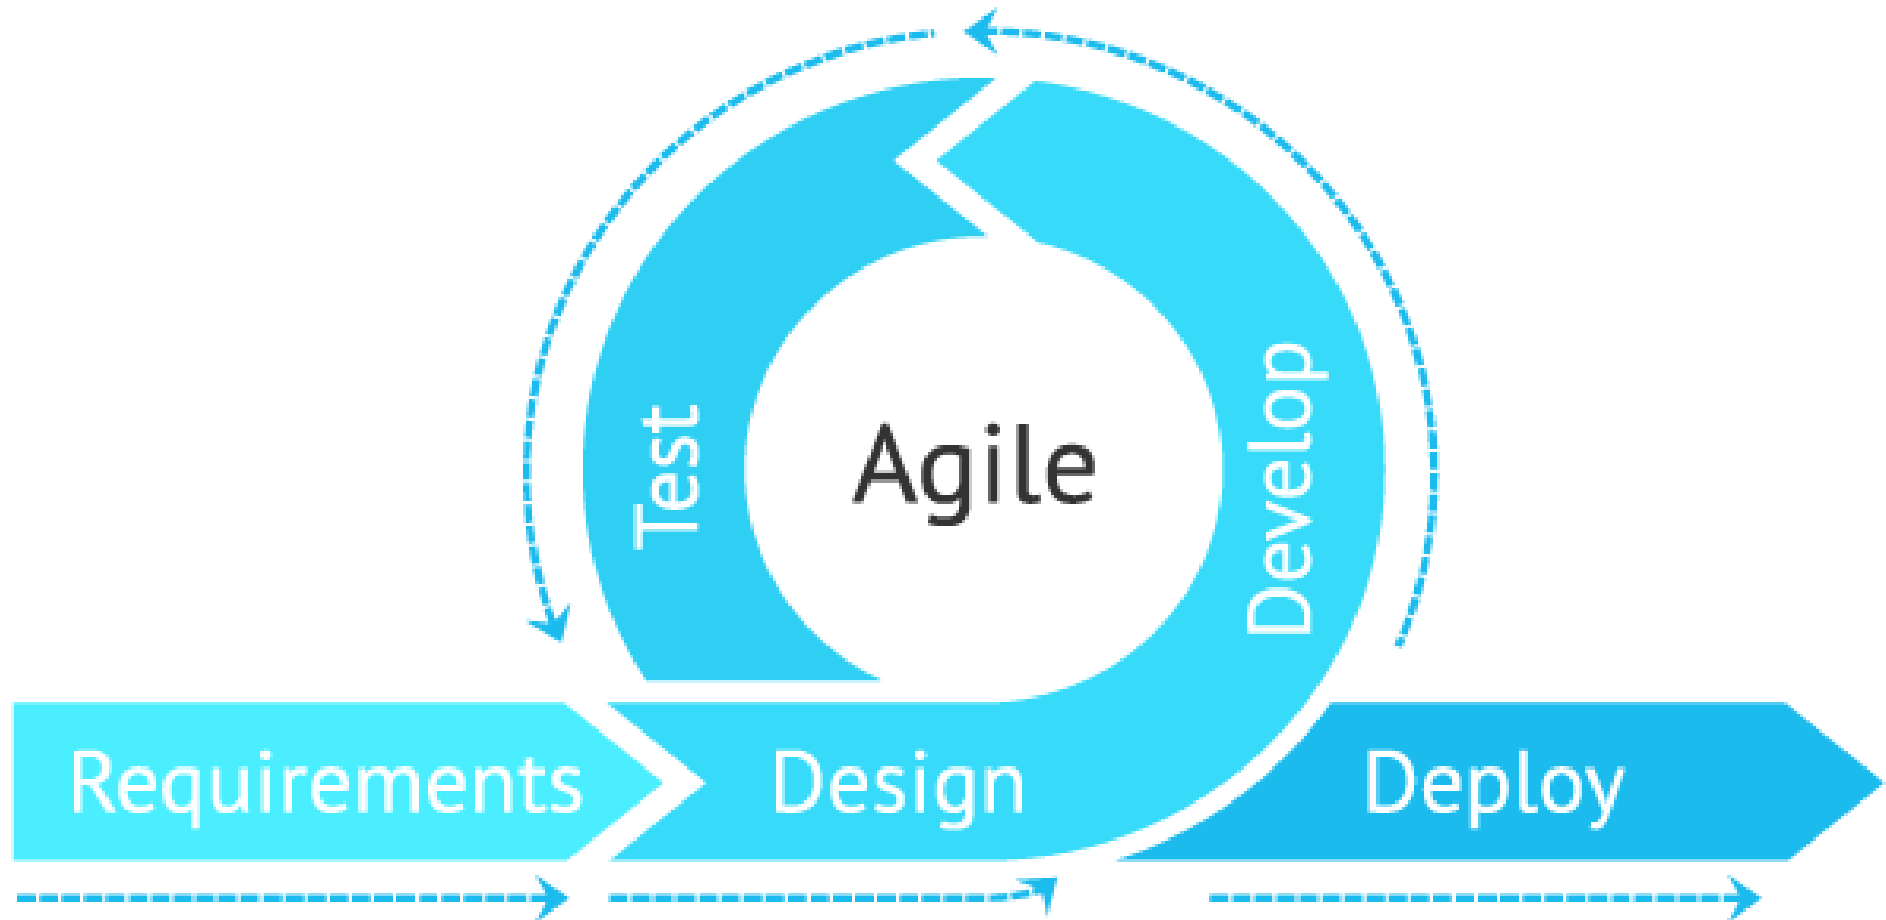 Agile
Test
Develop
Requirements
Design
Deploy